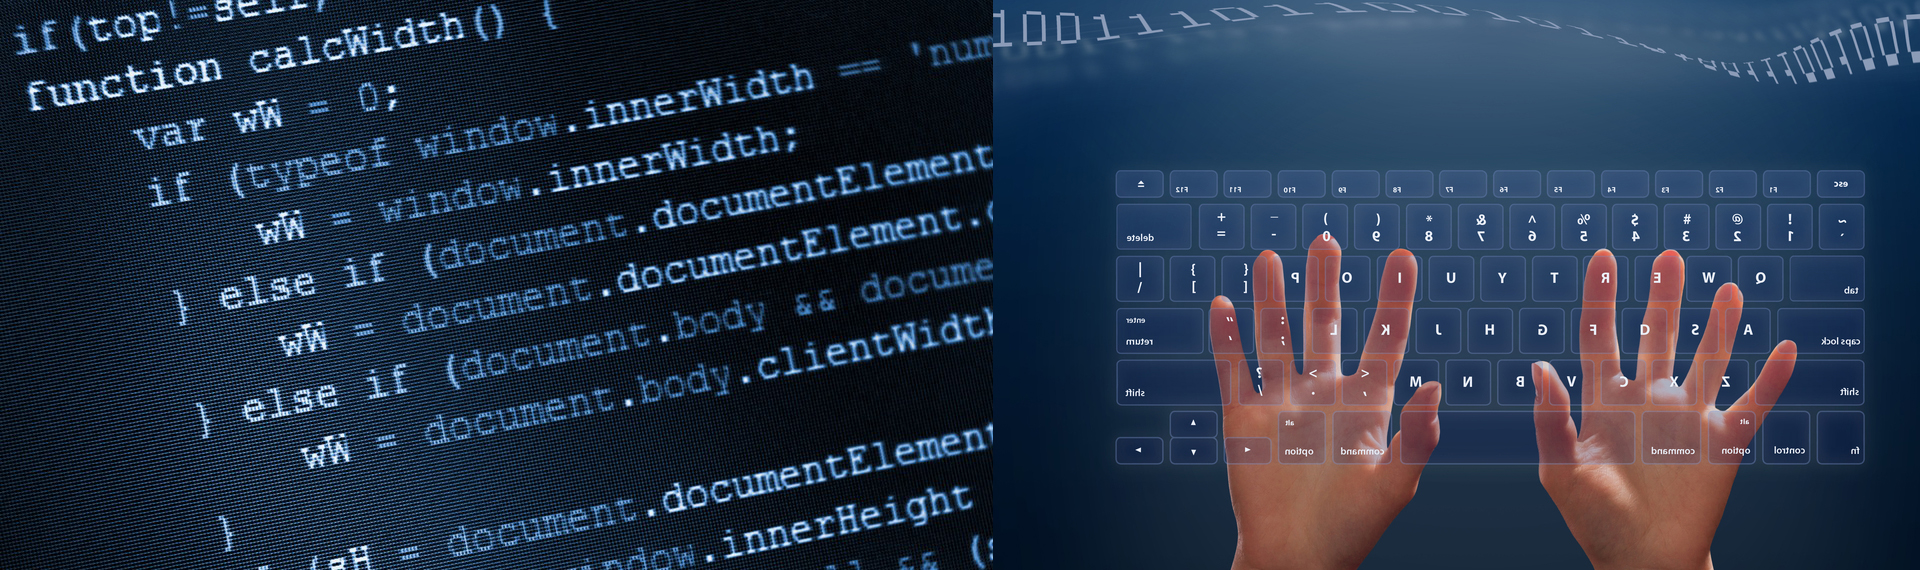 if(top!=self,
function calcWidth() {
var wW = 0;
if (typeof window.innerWidth == 'num
wW = window.innerWidth;
} else if (document.documentElement
wW = document.documentElement.c
} else if (document.body && docume
wW = document.body.clientWidth
}
document.documentElement
window.innerHeight
&& (s
10011101101
esc F1 F2 F3 F4 F5 F6 F7 F8 F9 F10 F11 F12 ⏏
~ ! @ # $ % ^ & * ( ) _ +
` 1 2 3 4 5 6 7 8 9 0 - = delete
tab Q W E R T Y U I O P { [ } ] | \
caps lock A S D F G H J K L : ; " ' enter return
shift Z X C V B N M < , > . ? / shift
fn control alt option command command alt option ◄ ▲ ▼ ►